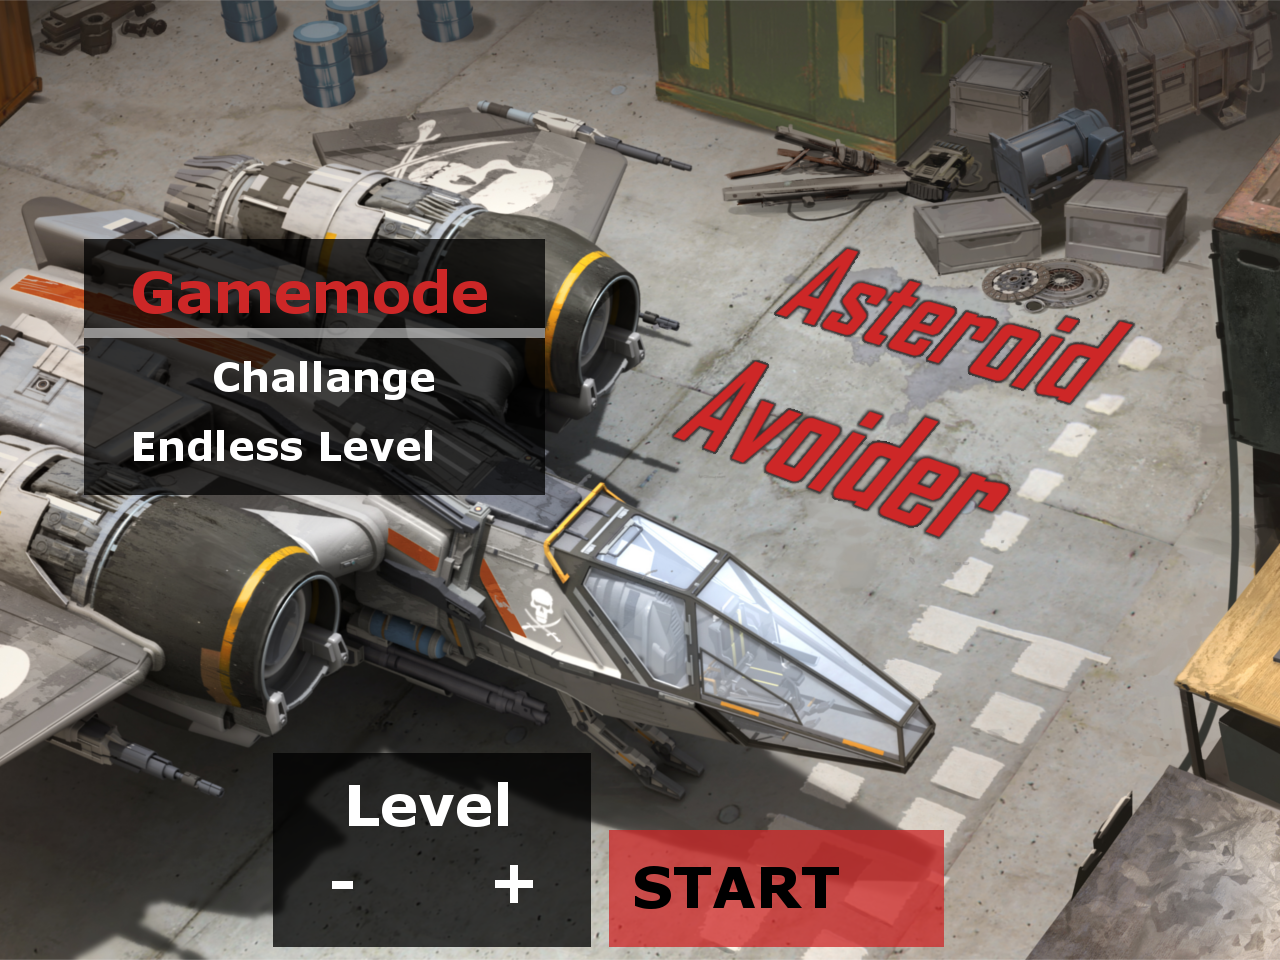 Gamemode
Challange
Endless Level
Asteroid
Avoider
Level
- +
START